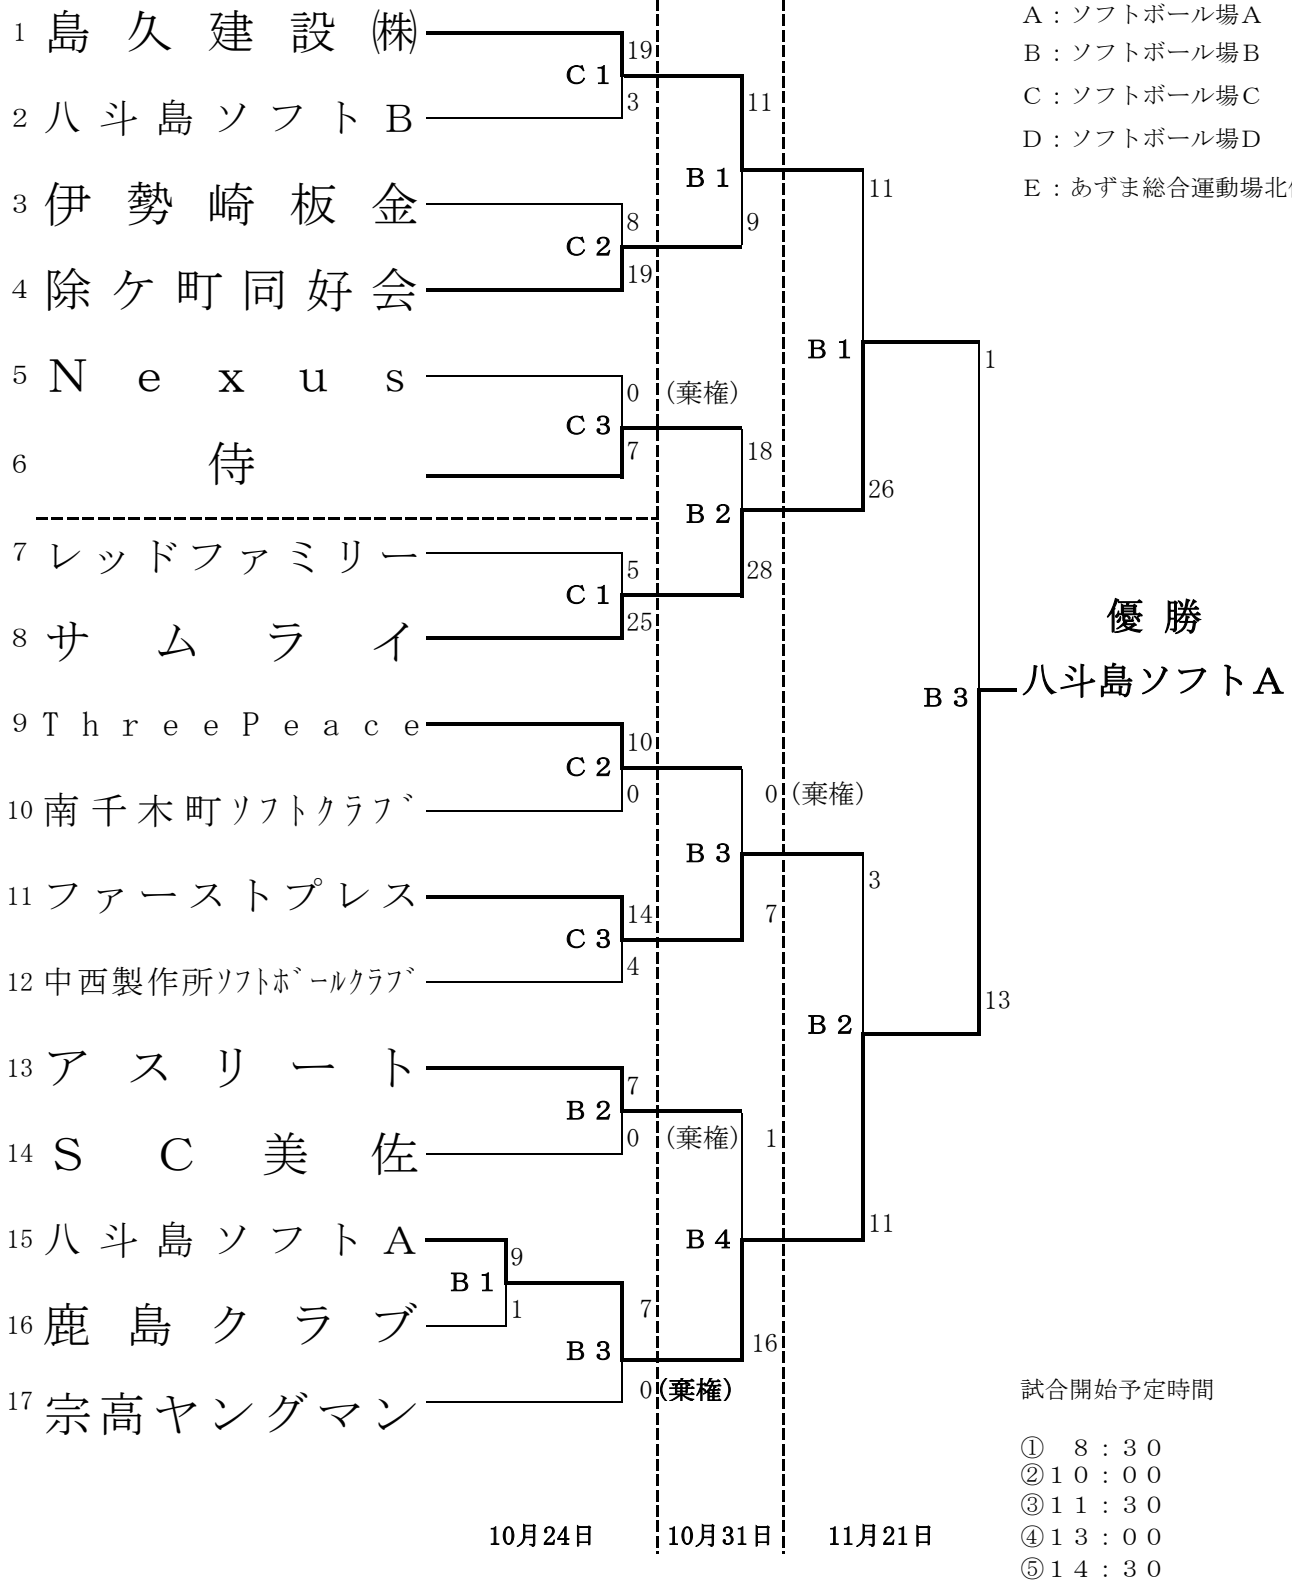 1 島久建設㈱
2 八斗島ソフトＢ
3 伊勢崎板金
4 除ケ町同好会
5 Ｎｅｘｕｓ
6 侍
7 レッドファミリー
8 サムライ
9 ＴｈｒｅｅＰｅａｃｅ
10 南千木町ソフトクラブ
11 ファーストプレス
12 中西製作所ｿﾌﾄﾎﾞｰﾙｸﾗﾌﾞ
13 アスリート
14 ＳＣ美佐
15 八斗島ソフトＡ
16 鹿島クラブ
17 宗高ヤングマン
Ｃ１
19
3
Ｃ２
8
19
Ｃ３
0 (棄権)
7
Ｃ１
5
25
Ｃ２
10
0
Ｃ３
14
4
Ｂ２
7
0 (棄権)
Ｂ１
9
1
Ｂ３
7
0 (棄権)
Ｂ１
11
9
Ｂ２
18
28
Ｂ３
0 (棄権)
7
Ｂ４
1
16
Ｂ１
11
26
Ｂ２
3
11
Ｂ３
1
13
優勝
八斗島ソフトＡ
Ａ：ソフトボール場Ａ
Ｂ：ソフトボール場Ｂ
Ｃ：ソフトボール場Ｃ
Ｄ：ソフトボール場Ｄ
Ｅ：あずま総合運動場北
試合開始予定時間
① ８：３０
②１０：００
③１１：３０
④１３：００
⑤１４：３０
10月24日 10月31日 11月21日